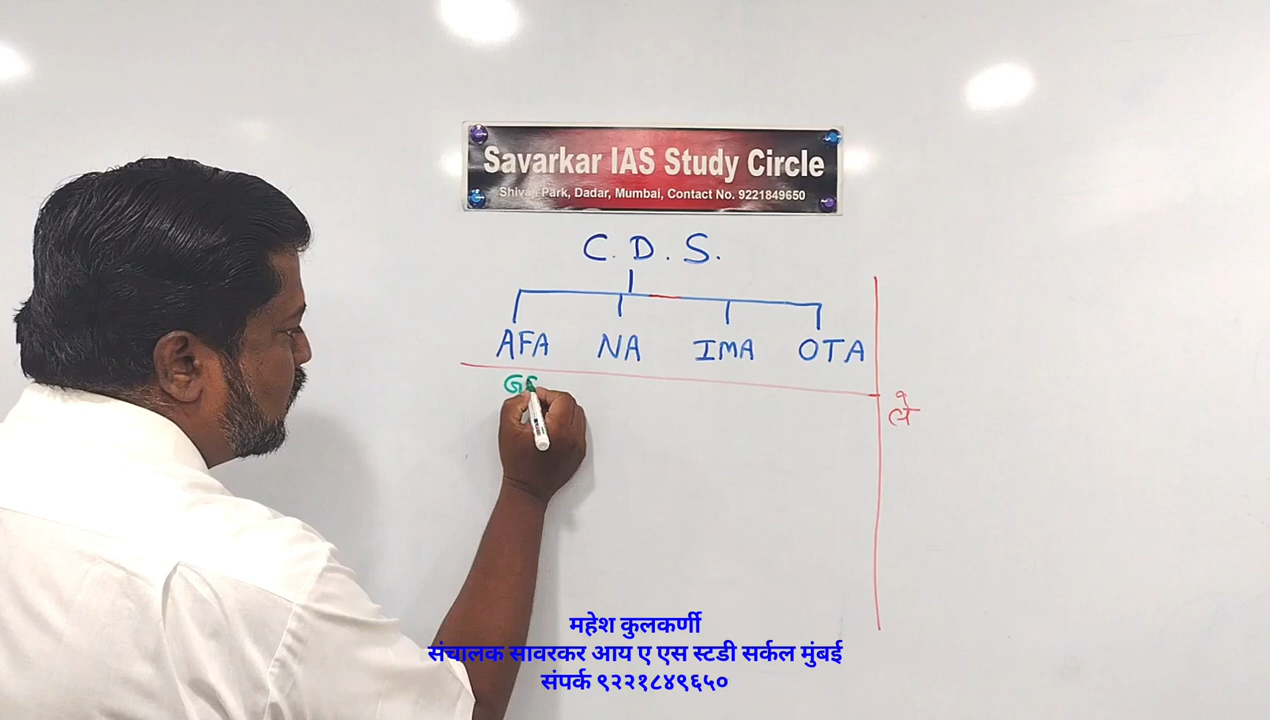 Savarkar IAS Study Circle
Shivaji Park, Dadar, Mumbai, Contact No. 9221849650
C. D. S.
AFA NA IMA OTA
महेश कुलकर्णी
संचालक सावरकर आय ए एस स्टडी सर्कल मुंबई
संपर्क ९२२१८४९६५०